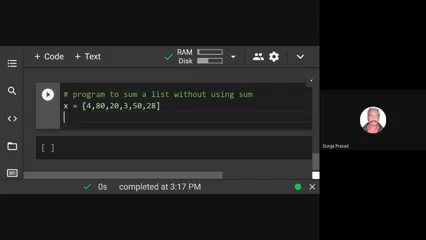 + Code + Text
RAM
Disk
# program to sum a list without using sum
x = [4,80,20,3,50,28]
[ ]
0s completed at 3:17 PM
Durga Prasad